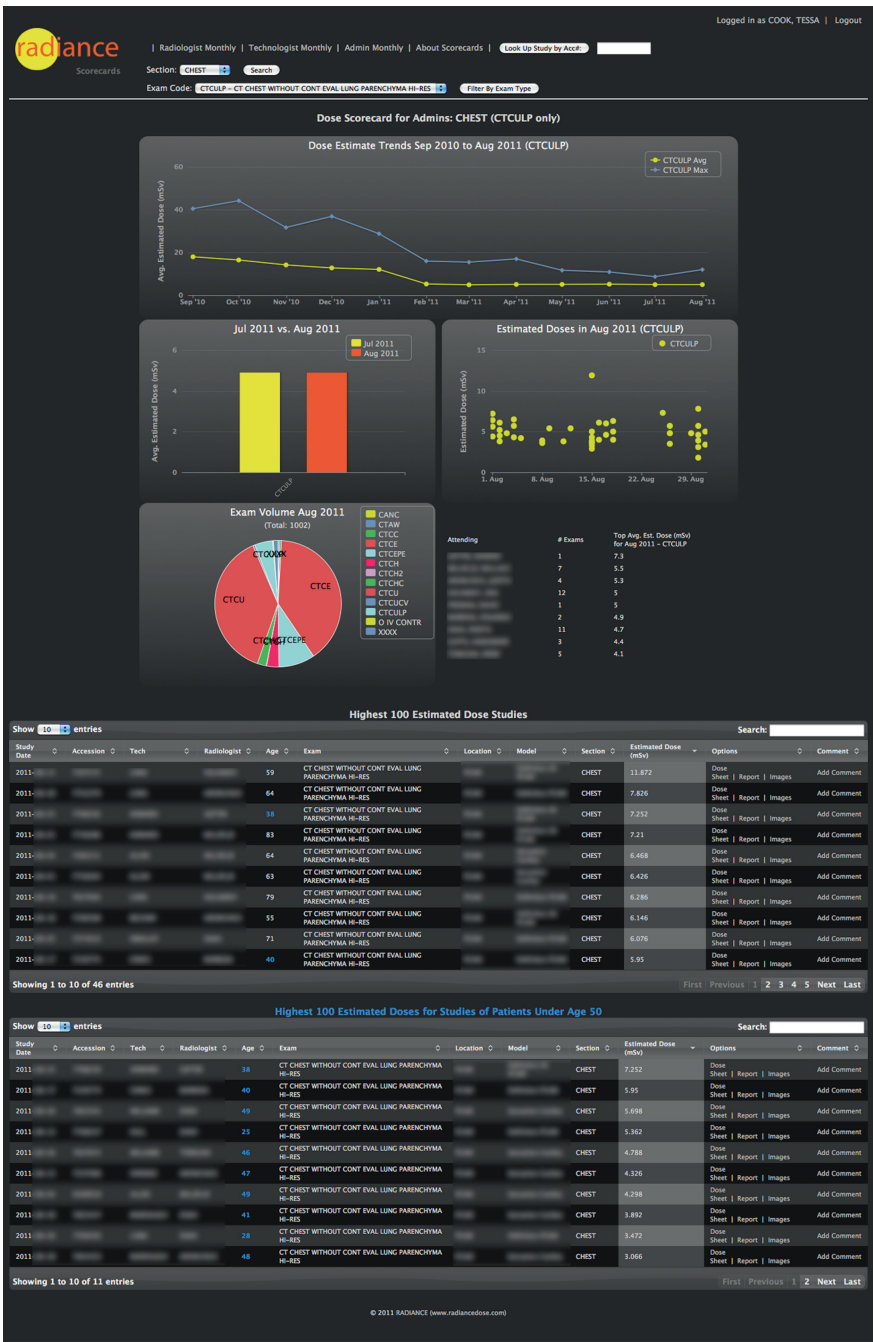 Logged in as COOK, TESSA | Logout
radiance
Scorecards
| Radiologist Monthly | Technologist Monthly | Admin Monthly | About Scorecards | Look Up Study by Acc#:
Section: CHEST Search
Exam Code: CTCULP - CT CHEST WITHOUT CONT EVAL LUNG PARENCHYMA HI-RES Filter By Exam Type
Dose Scorecard for Admins: CHEST (CTCULP only)
Dose Estimate Trends Sep 2010 to Aug 2011 (CTCULP)
CTCULP Avg
CTCULP Max
Avg. Estimated Dose (mSv)
60
40
20
0
Sep '10 Oct '10 Nov '10 Dec '10 Jan '11 Feb '11 Mar '11 Apr '11 May '11 Jun '11 Jul '11 Aug '11
Jul 2011 vs. Aug 2011
Jul 2011
Aug 2011
Avg. Estimated Dose (mSv)
6
4
2
0
CTCULP
Estimated Doses in Aug 2011 (CTCULP)
CTCULP
Estimated Dose (mSv)
15
10
5
0
1. Aug 8. Aug 15. Aug 22. Aug 29. Aug
Exam Volume Aug 2011
(Total: 1002)
CANC
CTAW
CTCC
CTCE
CTCEPE
CTCH
CTCH2
CTCHC
CTCU
CTCUCV
CTCULP
O IV CONTR
XXXX
CTCE
CTCU
CTCEPE
Attending # Exams Top Avg. Est. Dose (mSv)
for Aug 2011 - CTCULP
1 7.3
7 5.5
4 5.3
12 5
1 5
2 4.9
11 4.7
3 4.4
5 4.1
Highest 100 Estimated Dose Studies
Show 10 entries Search:
Study Date Accession Tech Radiologist Age Exam Location Model Section Estimated Dose (mSv) Options Comment
2011- 59 CT CHEST WITHOUT CONT EVAL LUNG PARENCHYMA HI-RES CHEST 11.872 Dose Sheet | Report | Images Add Comment
2011- 64 CT CHEST WITHOUT CONT EVAL LUNG PARENCHYMA HI-RES CHEST 7.826 Dose Sheet | Report | Images Add Comment
2011- 38 CT CHEST WITHOUT CONT EVAL LUNG PARENCHYMA HI-RES CHEST 7.252 Dose Sheet | Report | Images Add Comment
2011- 83 CT CHEST WITHOUT CONT EVAL LUNG PARENCHYMA HI-RES CHEST 7.21 Dose Sheet | Report | Images Add Comment
2011- 64 CT CHEST WITHOUT CONT EVAL LUNG PARENCHYMA HI-RES CHEST 6.468 Dose Sheet | Report | Images Add Comment
2011- 63 CT CHEST WITHOUT CONT EVAL LUNG PARENCHYMA HI-RES CHEST 6.426 Dose Sheet | Report | Images Add Comment
2011- 79 CT CHEST WITHOUT CONT EVAL LUNG PARENCHYMA HI-RES CHEST 6.286 Dose Sheet | Report | Images Add Comment
2011- 55 CT CHEST WITHOUT CONT EVAL LUNG PARENCHYMA HI-RES CHEST 6.146 Dose Sheet | Report | Images Add Comment
2011- 71 CT CHEST WITHOUT CONT EVAL LUNG PARENCHYMA HI-RES CHEST 6.076 Dose Sheet | Report | Images Add Comment
2011- 40 CT CHEST WITHOUT CONT EVAL LUNG PARENCHYMA HI-RES CHEST 5.95 Dose Sheet | Report | Images Add Comment
Showing 1 to 10 of 46 entries First Previous 1 2 3 4 5 Next Last
Highest 100 Estimated Doses for Studies of Patients Under Age 50
Show 10 entries Search:
Study Date Accession Tech Radiologist Age Exam Location Model Section Estimated Dose (mSv) Options Comment
2011 38 CT CHEST WITHOUT CONT EVAL LUNG PARENCHYMA HI-RES CHEST 7.252 Dose Sheet | Report | Images Add Comment
2011 40 CT CHEST WITHOUT CONT EVAL LUNG PARENCHYMA HI-RES CHEST 5.95 Dose Sheet | Report | Images Add Comment
2011 49 CT CHEST WITHOUT CONT EVAL LUNG PARENCHYMA HI-RES CHEST 5.698 Dose Sheet | Report | Images Add Comment
2011 25 CT CHEST WITHOUT CONT EVAL LUNG PARENCHYMA HI-RES CHEST 5.362 Dose Sheet | Report | Images Add Comment
2011 46 CT CHEST WITHOUT CONT EVAL LUNG PARENCHYMA HI-RES CHEST 4.788 Dose Sheet | Report | Images Add Comment
2011 47 CT CHEST WITHOUT CONT EVAL LUNG PARENCHYMA HI-RES CHEST 4.326 Dose Sheet | Report | Images Add Comment
2011 49 CT CHEST WITHOUT CONT EVAL LUNG PARENCHYMA HI-RES CHEST 4.298 Dose Sheet | Report | Images Add Comment
2011 41 CT CHEST WITHOUT CONT EVAL LUNG PARENCHYMA HI-RES CHEST 3.892 Dose Sheet | Report | Images Add Comment
2011 28 CT CHEST WITHOUT CONT EVAL LUNG PARENCHYMA HI-RES CHEST 3.472 Dose Sheet | Report | Images Add Comment
2011 48 CT CHEST WITHOUT CONT EVAL LUNG PARENCHYMA HI-RES CHEST 3.066 Dose Sheet | Report | Images Add Comment
Showing 1 to 10 of 11 entries First Previous 1 2 Next Last
© 2011 RADIANCE (www.radiancedose.com)